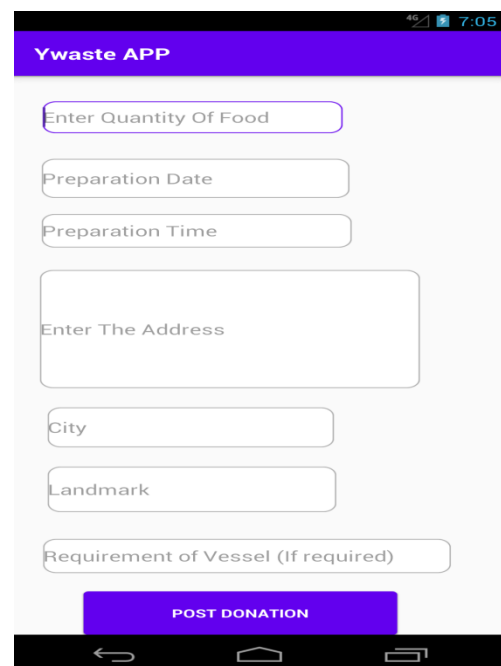 4G 7:05
Ywaste APP
Enter Quantity Of Food
Preparation Date
Preparation Time
Enter The Address
City
Landmark
Requirement of Vessel (If required)
POST DONATION